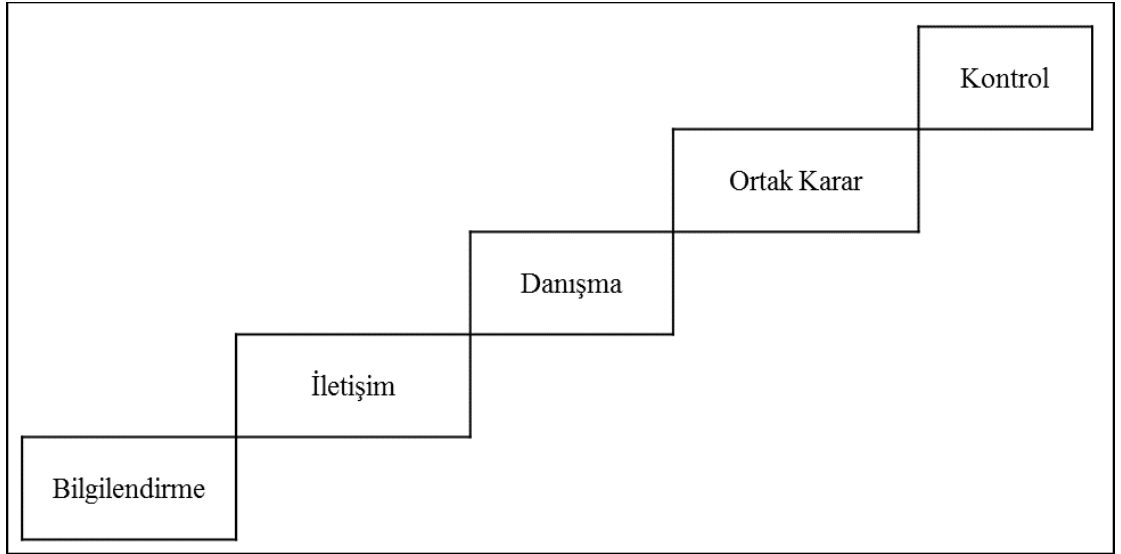 Kontrol
Ortak Karar
Danışma
İletişim
Bilgilendirme